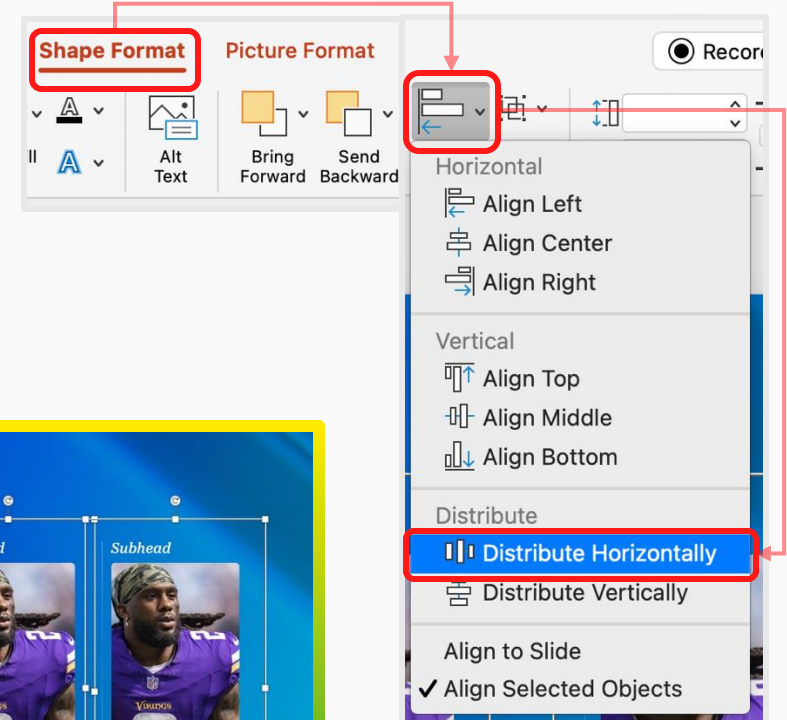 Shape Format
Picture Format
A
A
Alt
Text
Bring
Forward
Send
Backward
Horizontal
Align Left
Align Center
Align Right
Vertical
Align Top
Align Middle
Align Bottom
Distribute
Distribute Horizontally
Distribute Vertically
Align to Slide
Align Selected Objects
Subhead
VIKINGS